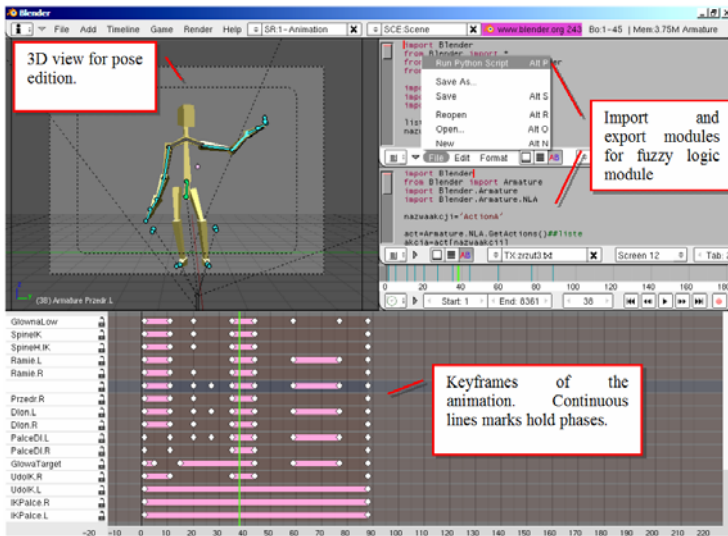 Blender
File Add Timeline Game Render Help SR:1-Animation SCE:Scene www.blender.org 243 Bo:1-45 | Mem:3.75M Armature
3D view for pose
edition.
(38) Armature Przedr.L
import Blender
from Blender import *
Run Python Script Alt P
Save As...
Save Alt S
Reopen Alt R
Open... Alt O
New Alt N
File Edit Format
Import and
export modules
for fuzzy logic
module
import Blender
from Blender import Armature
import Blender.Armature
import Blender.Armature.NLA
nazwaakcji='ActionA'
act=Armature.NLA.GetActions()##liste
akcja=act[nazwaakcji]
TX:zrzut3.txt Screen 12 Tab:
0 20 40 60 80 100 120 140 160 180
Start: 1 End: 8361 38
GlownaLow
SpineIK
SpineH.IK
Ramie.L
Ramie.R
Przedr.R
Dlon.L
Dlon.R
PalceDl.L
PalceDl.R
GlowaTarget
UdoIK.R
UdoIK.L
IKPalce.R
IKPalce.L
Keyframes of the
animation. Continuous
lines marks hold phases.
-20 -10 0 10 20 30 40 50 60 70 80 90 100 110 120 130 140 150 160 170 180 190 200 210 220